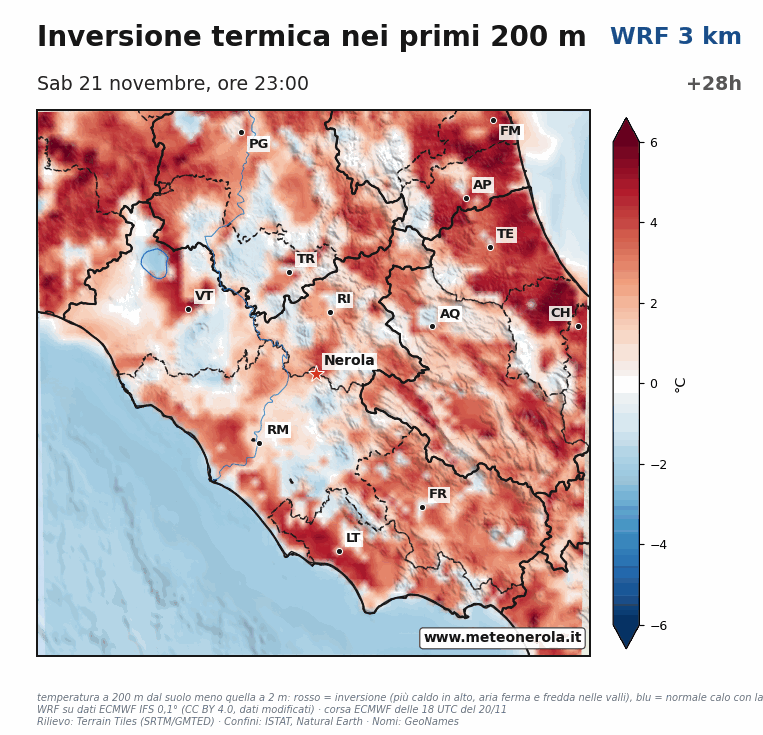 Inversione termica nei primi 200 m WRF 3 km
Sab 21 novembre, ore 23:00 +28h
FM
PG
AP
TE
TR
VT
RI
AQ
CH
Nerola
RM
FR
LT
www.meteonerola.it
6
4
2
0
−2
−4
−6
°C
temperatura a 200 m dal suolo meno quella a 2 m: rosso = inversione (più caldo in alto, aria ferma e fredda nelle valli), blu = normale calo con la
WRF su dati ECMWF IFS 0,1° (CC BY 4.0, dati modificati) · corsa ECMWF delle 18 UTC del 20/11
Rilievo: Terrain Tiles (SRTM/GMTED) · Confini: ISTAT, Natural Earth · Nomi: GeoNames